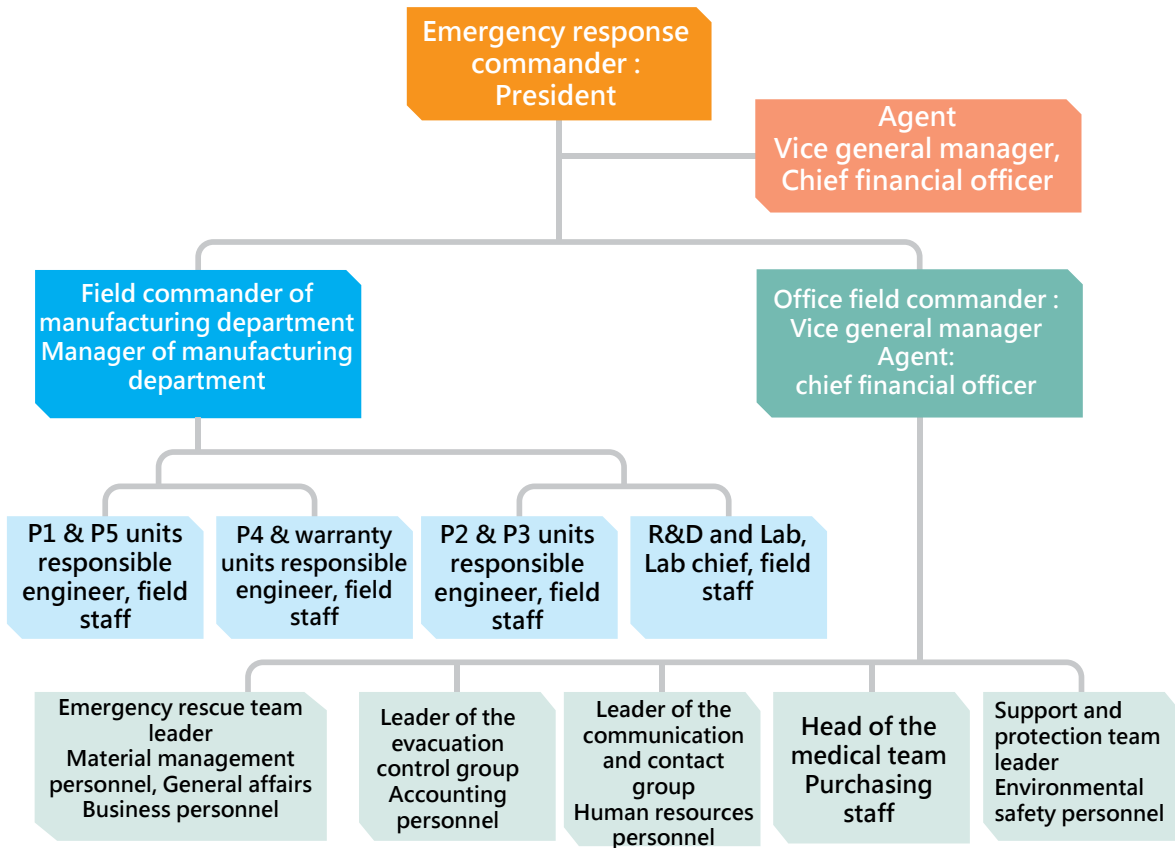 Emergency response
commander :
President
Agent
Vice general manager,
Chief financial officer
Field commander of
manufacturing department
Manager of manufacturing
department
Office field commander :
Vice general manager
Agent:
chief financial officer
P1 & P5 units
responsible
engineer, field
staff
P4 & warranty
units responsible
engineer, field
staff
P2 & P3 units
responsible
engineer, field
staff
R&D and Lab,
Lab chief, field
staff
Emergency rescue team
leader
Material management
personnel, General affairs
Business personnel
Leader of the
evacuation
control group
Accounting
personnel
Leader of the
communication
and contact
group
Human resources
personnel
Head of the
medical team
Purchasing
staff
Support and
protection team
leader
Environmental
safety personnel